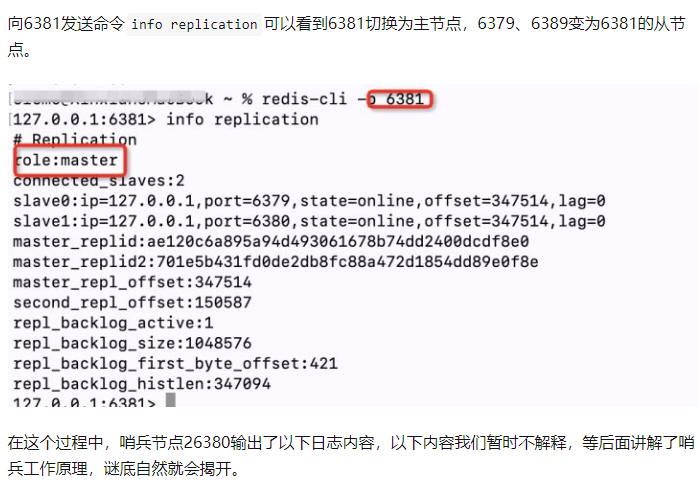 向6381发送命令 info replication 可以看到6381切换为主节点，6379、6389变为6381的从节
点。
k ~ % redis-cli -p 6381
[127.0.0.1:6381> info replication
# Replication
role:master
connected_slaves:2
slave0:ip=127.0.0.1,port=6379,state=online,offset=347514,lag=0
slave1:ip=127.0.0.1,port=6380,state=online,offset=347514,lag=0
master_replid:ae120c6a895a94d493061678b74dd2400dcdf8e0
master_replid2:701e5b431fd0de2db8fc88a472d1854dd89e0f8e
master_repl_offset:347514
second_repl_offset:150587
repl_backlog_active:1
repl_backlog_size:1048576
repl_backlog_first_byte_offset:421
repl_backlog_histlen:347094
127.0.0.1:6381>
在这个过程中，哨兵节点26380输出了以下日志内容，以下内容我们暂时不解释，等后面讲解了哨
兵工作原理，谜底自然就会揭开。